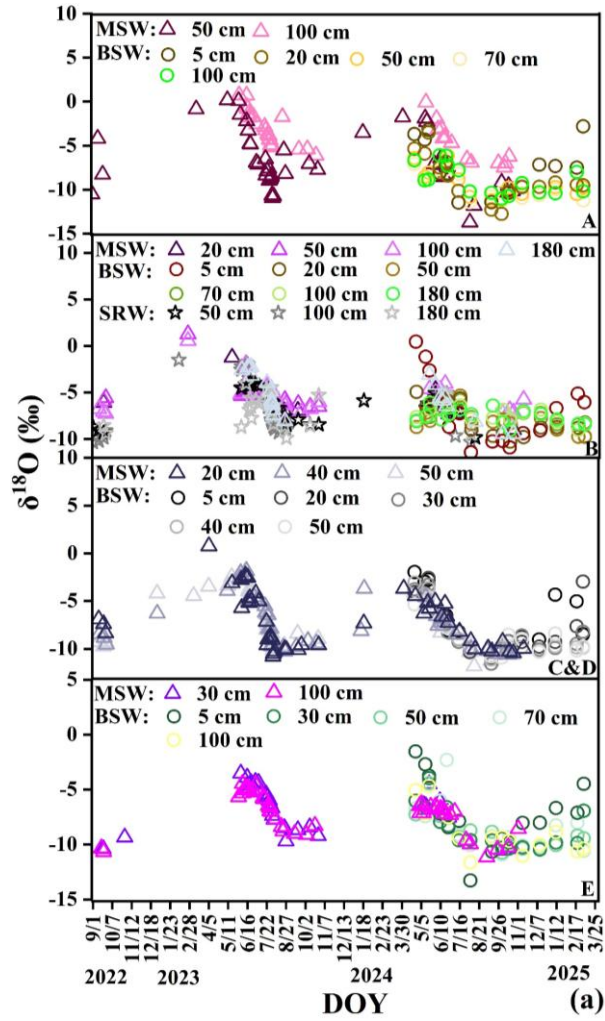 10
5
0
-5
-10
-15
MSW: 50 cm 100 cm
BSW: 5 cm 20 cm 50 cm 70 cm
100 cm
A
10
5
0
-5
-10
MSW: 20 cm 50 cm 100 cm 180 cm
BSW: 5 cm 20 cm 50 cm
70 cm 100 cm 180 cm
SRW: 50 cm 100 cm 180 cm
B
δ¹⁸O (‰)
10
5
0
-5
-10
MSW: 20 cm 40 cm 50 cm
BSW: 5 cm 20 cm 30 cm
40 cm 50 cm
C&D
5
0
-5
-10
-15
MSW: 30 cm 100 cm
BSW: 5 cm 30 cm 50 cm 70 cm
100 cm
E
9/1 10/7 11/12 12/18 1/23 2/28 4/5 5/11 6/16 7/22 8/27 10/2 11/7 12/13 1/18 2/24 3/30 5/5 6/10 7/16 8/21 9/26 11/1 12/7 1/12 2/17 3/25
2022 2023 2024 2025
DOY (a)